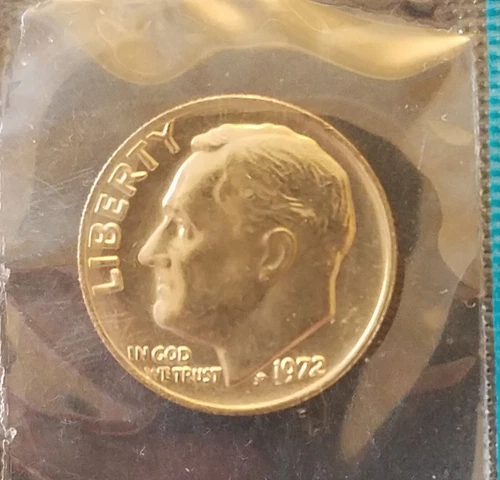 LIBERTY
IN GOD
WE TRUST
1972